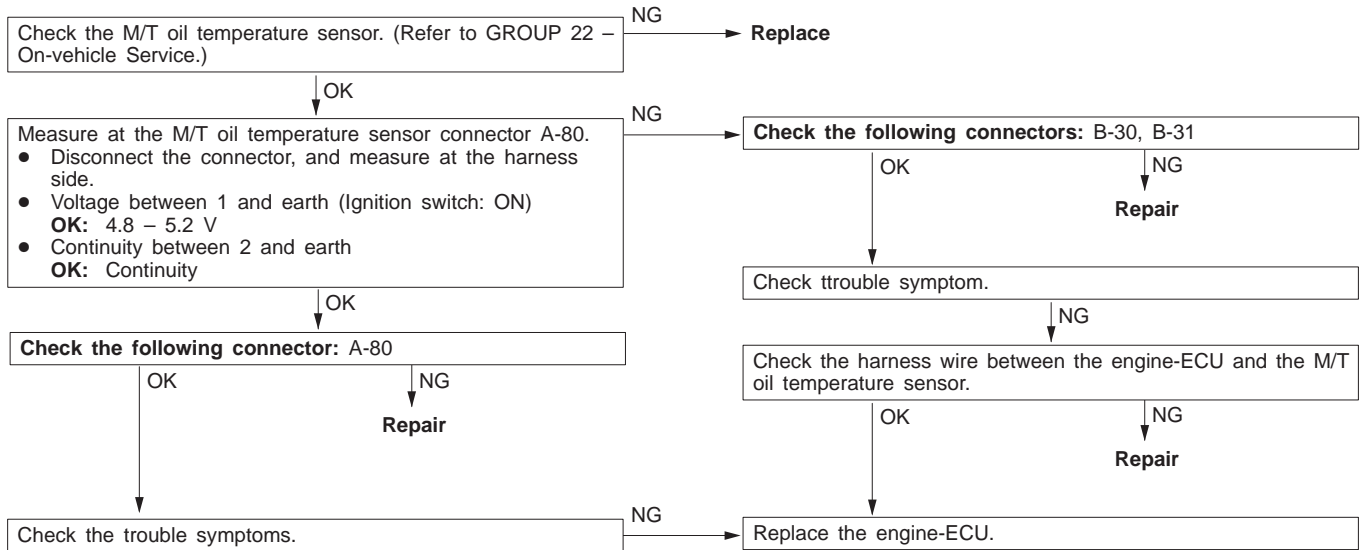 Check the M/T oil temperature sensor. (Refer to GROUP 22 –
On-vehicle Service.)
NG
Replace
OK
Measure at the M/T oil temperature sensor connector A-80.
● Disconnect the connector, and measure at the harness
side.
● Voltage between 1 and earth (Ignition switch: ON)
OK: 4.8 – 5.2 V
● Continuity between 2 and earth
OK: Continuity
NG
Check the following connectors: B-30, B-31
OK
NG
Repair
Check ttrouble symptom.
NG
Check the harness wire between the engine-ECU and the M/T
oil temperature sensor.
OK
NG
Repair
OK
Check the following connector: A-80
OK
NG
Repair
Check the trouble symptoms.
NG
Replace the engine-ECU.